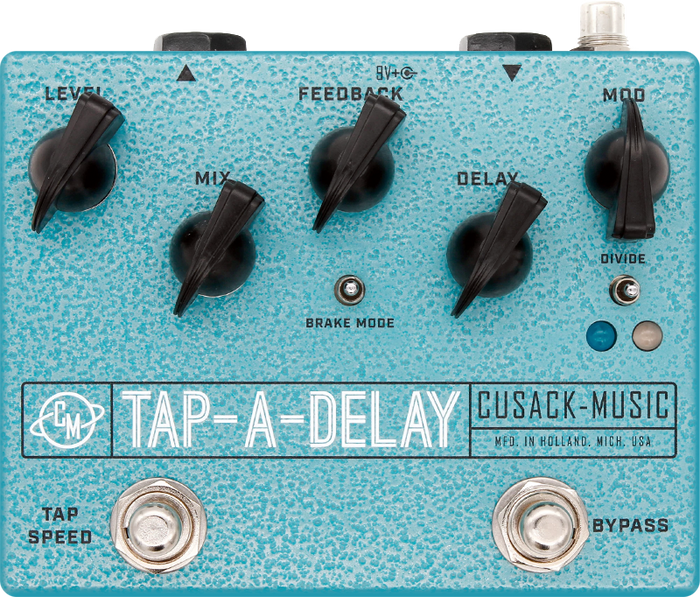 9V+
LEVEL
FEEDBACK
MOD
MIX
DELAY
DIVIDE
BRAKE MODE
CM
TAP-A-DELAY
CUSACK-MUSIC
MFD. IN HOLLAND, MICH. USA
TAP
SPEED
BYPASS